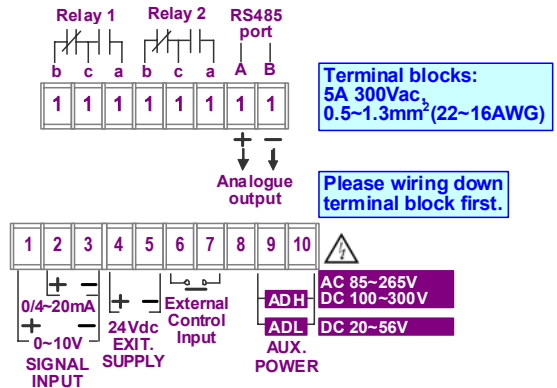 Relay 1 Relay 2 RS485
port
b c a b c a A B
1 1 1 1 1 1 1 1
+ −
Analogue
output
Terminal blocks:
5A 300Vac,
0.5~1.3mm²(22~16AWG)
Please wiring down
terminal block first.
1 2 3 4 5 6 7 8 9 10
+ −
0/4~20mA
+ −
0~10V
SIGNAL
INPUT
+ −
24Vdc
EXIT.
SUPPLY
External
Control
Input
ADH
ADL
AUX.
POWER
AC 85~265V
DC 100~300V
DC 20~56V